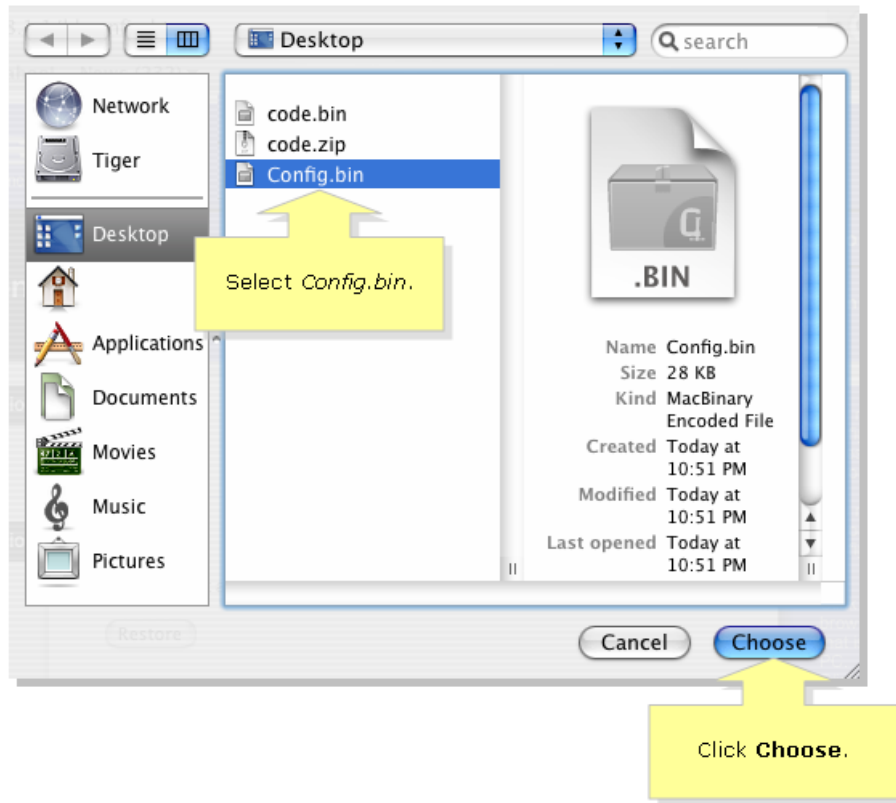 Desktop
search
Network
Tiger
Desktop
Applications
Documents
Movies
Music
Pictures
code.bin
code.zip
Config.bin
Select Config.bin.
.BIN
Name Config.bin
Size 28 KB
Kind MacBinary
Encoded File
Created Today at
10:51 PM
Modified Today at
10:51 PM
Last opened Today at
10:51 PM
Restore
Cancel
Choose
Click Choose.